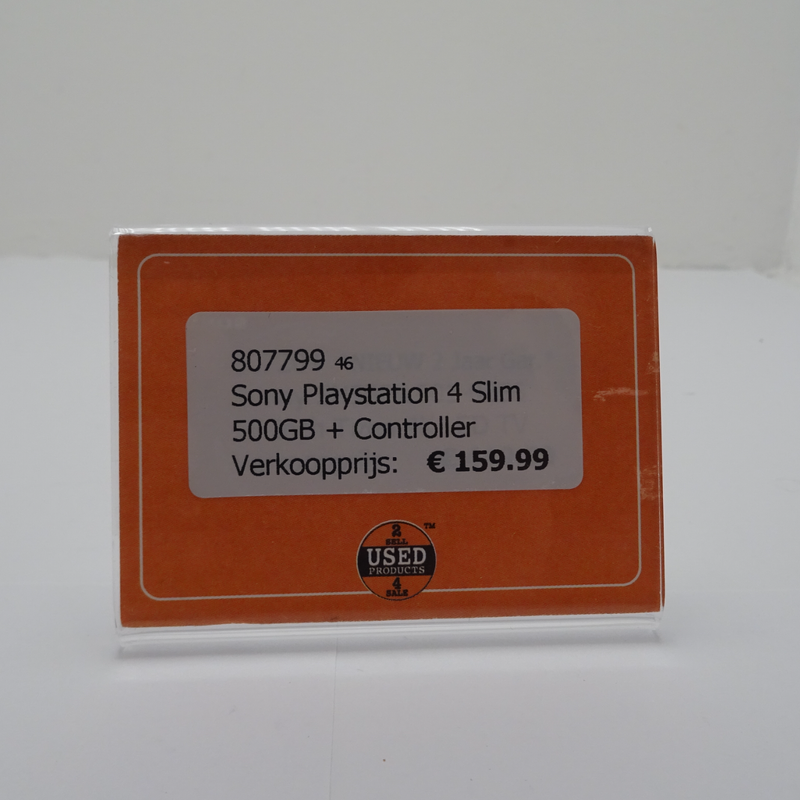 807799 46
Sony Playstation 4 Slim
500GB + Controller
Verkoopprijs: € 159.99
2
SELL
USED
PRODUCTS
4
SALE
TM